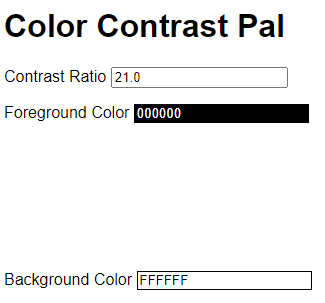 Color Contrast Pal
Contrast Ratio 21.0
Foreground Color 000000
Background Color FFFFFF